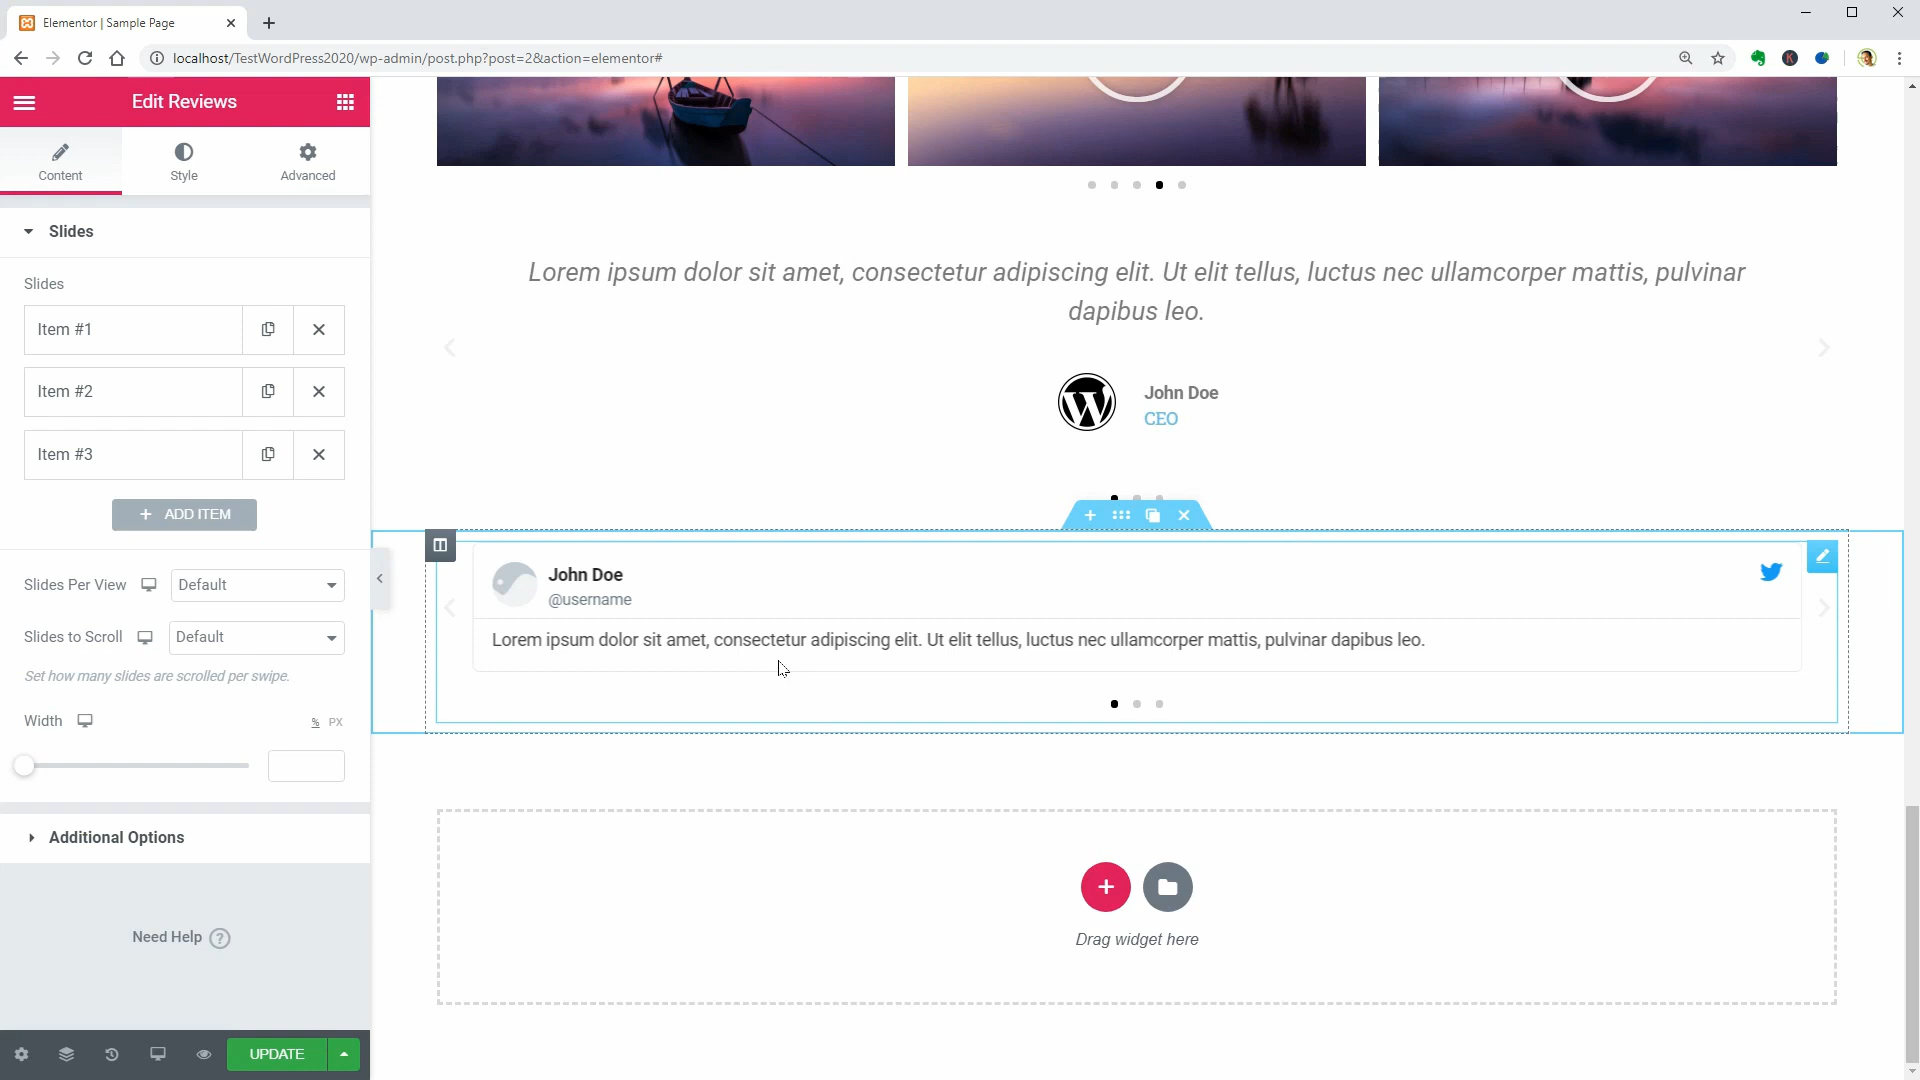 Elementor | Sample Page
localhost/TestWordPress2020/wp-admin/post.php?post=2&action=elementor#
Edit Reviews
Content
Style
Advanced
Slides
Slides
Item #1
Item #2
Item #3
+ ADD ITEM
Slides Per View
Default
Slides to Scroll
Default
Set how many slides are scrolled per swipe.
Width
%
PX
Additional Options
Need Help ?
UPDATE
Lorem ipsum dolor sit amet, consectetur adipiscing elit. Ut elit tellus, luctus nec ullamcorper mattis, pulvinar
dapibus leo.
John Doe
CEO
John Doe
@username
Lorem ipsum dolor sit amet, consectetur adipiscing elit. Ut elit tellus, luctus nec ullamcorper mattis, pulvinar dapibus leo.
Drag widget here